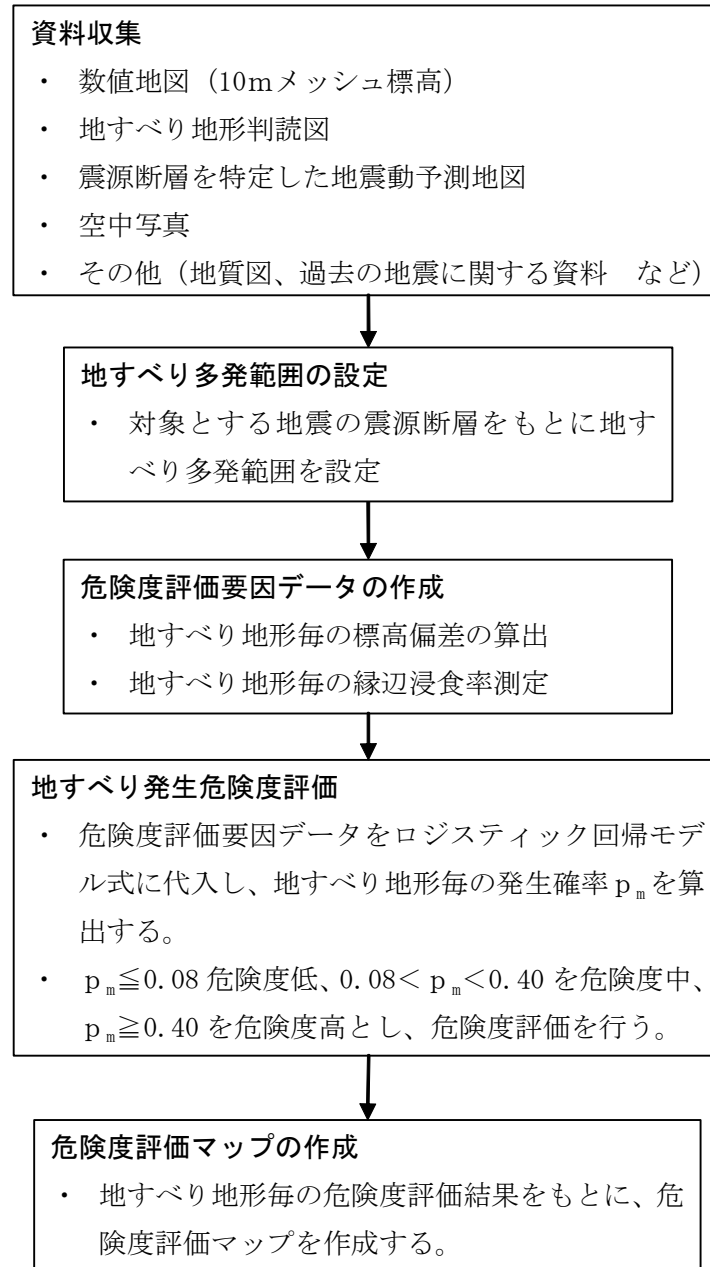 資料収集
・ 数値地図（10mメッシュ標高）
・ 地すべり地形判読図
・ 震源断層を特定した地震動予測地図
・ 空中写真
・ その他（地質図、過去の地震に関する資料　など）
地すべり多発範囲の設定
・ 対象とする地震の震源断層をもとに地す
べり多発範囲を設定
危険度評価要因データの作成
・ 地すべり地形毎の標高偏差の算出
・ 地すべり地形毎の縁辺浸食率測定
地すべり発生危険度評価
・ 危険度評価要因データをロジスティック回帰モデ
ル式に代入し、地すべり地形毎の発生確率ｐmを算
出する。
・ ｐm≦0.08 危険度低、0.08＜ｐm＜0.40 を危険度中、
ｐm≧0.40 を危険度高とし、危険度評価を行う。
危険度評価マップの作成
・ 地すべり地形毎の危険度評価結果をもとに、危
険度評価マップを作成する。